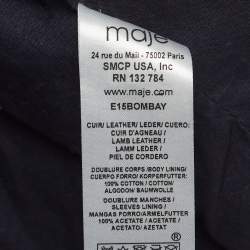 maje
24 rue du Mail - 75002 Paris
SMCP USA, Inc
RN 132 784
www.maje.com
E15BOMBAY
CUIR/ LEATHER/ LEDER/ CUERO:
CUIR D'AGNEAU /
LAMB LEATHER /
LAMM LEDER /
PIEL DE CORDERO
DOUBLURE CORPS/BODY LINING/
CUERPO FORRO/ KORPERFUTTER:
100% COTTON / COTTON/
ALGODON/ BAUMWOLLE
DOUBLURE MANCHES /
SLEEVES LINING /
MANGAS FORRO/ARMELFUTTER
100% ACETATE / ACETATE /
ACETATO/ AZETAT